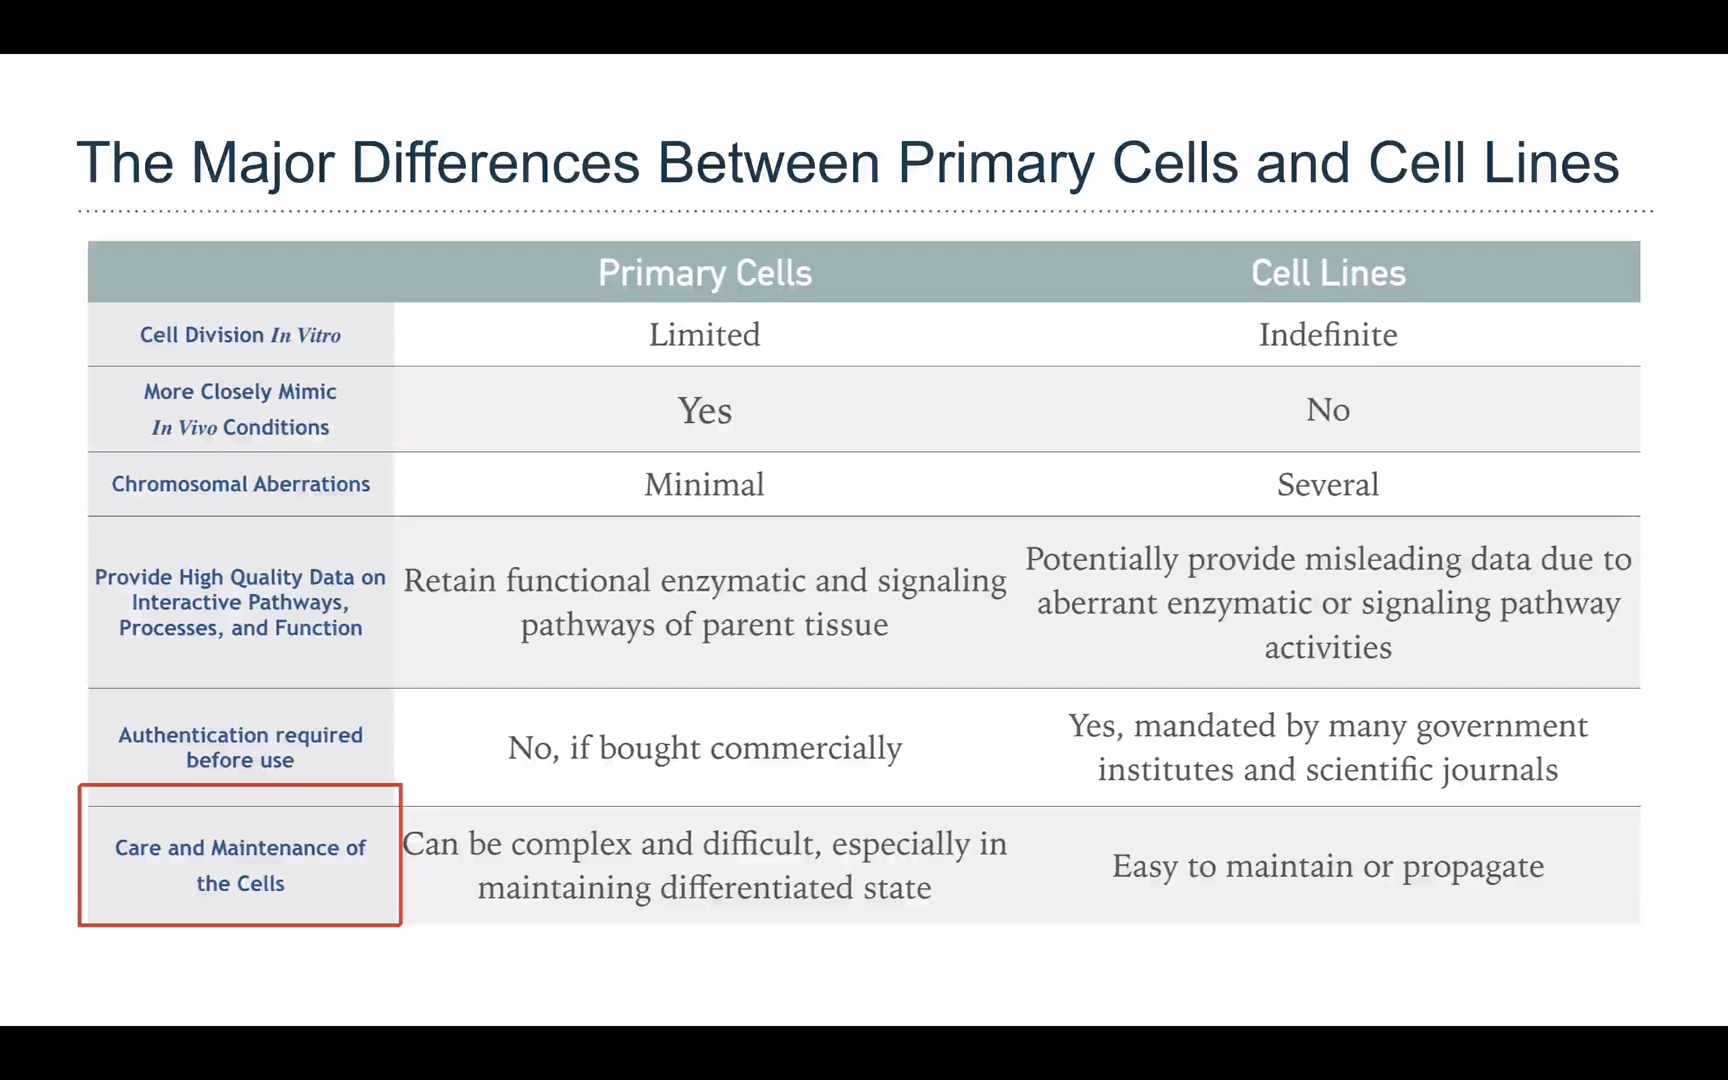 The Major Differences Between Primary Cells and Cell Lines
Primary Cells
Cell Lines
Cell Division In Vitro
Limited
Indefinite
More Closely Mimic
In Vivo Conditions
Yes
No
Chromosomal Aberrations
Minimal
Several
Provide High Quality Data on
Interactive Pathways,
Processes, and Function
Retain functional enzymatic and signaling
pathways of parent tissue
Potentially provide misleading data due to
aberrant enzymatic or signaling pathway
activities
Authentication required
before use
No, if bought commercially
Yes, mandated by many government
institutes and scientific journals
Care and Maintenance of
the Cells
Can be complex and difficult, especially in
maintaining differentiated state
Easy to maintain or propagate